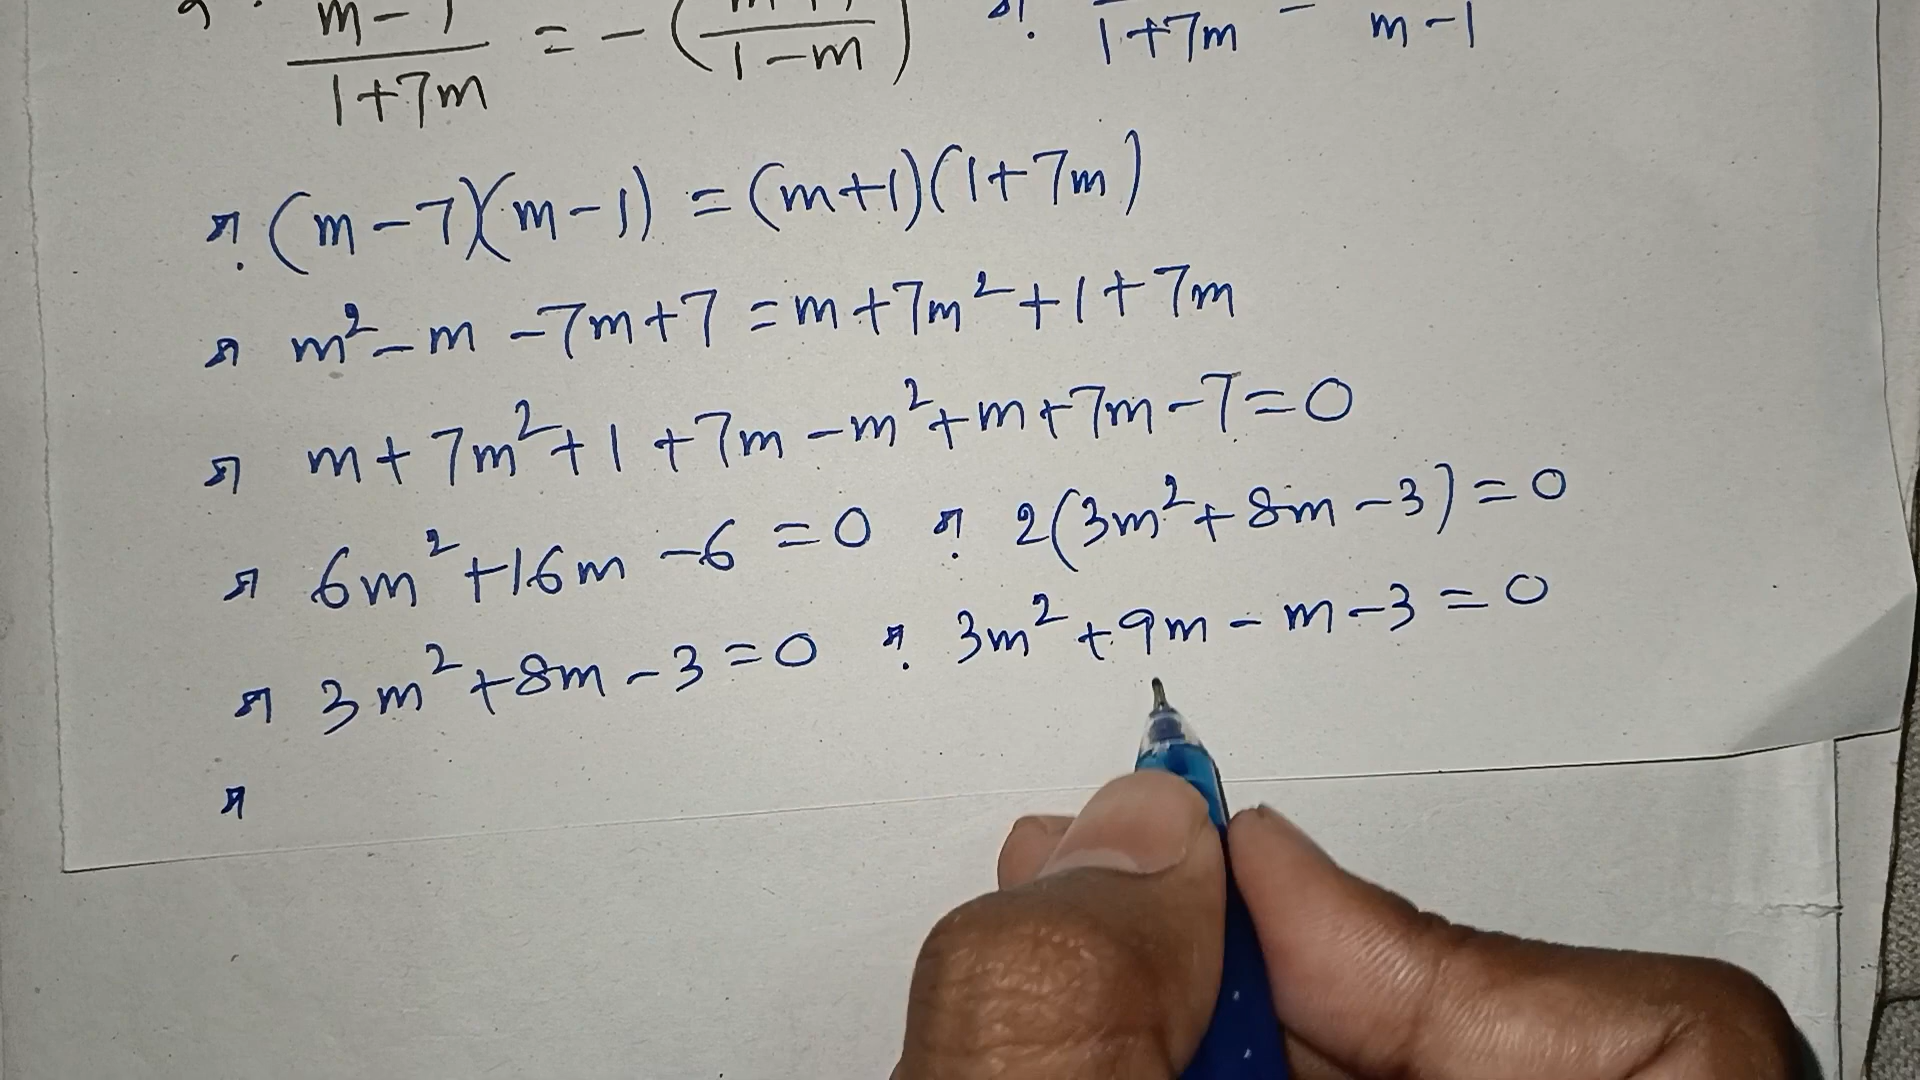 m-7/1+7m = -(m+1/1-m) বা, 1+7m = m-1
বা, (m-7)(m-1) = (m+1)(1+7m)
বা m²-m-7m+7 = m+7m²+1+7m
বা m+7m²+1+7m-m²+m+7m-7=0
বা 6m²+16m-6=0 বা, 2(3m²+8m-3)=0
বা 3m²+8m-3=0 বা, 3m²+9m-m-3=0
বা